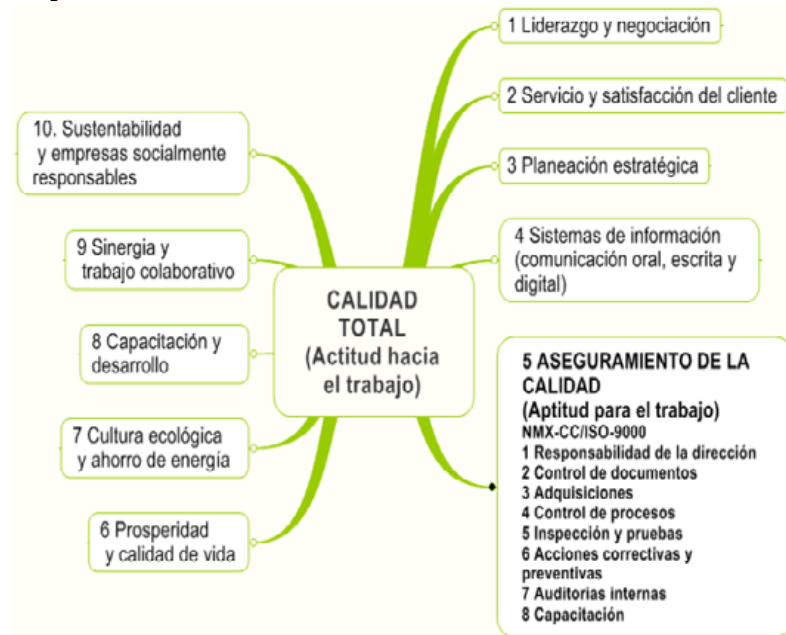 1 Liderazgo y negociación
2 Servicio y satisfacción del cliente
3 Planeación estratégica
4 Sistemas de información
(comunicación oral, escrita y
digital)
5 ASEGURAMIENTO DE LA
CALIDAD
(Aptitud para el trabajo)
NMX-CC/ISO-9000
1 Responsabilidad de la dirección
2 Control de documentos
3 Adquisiciones
4 Control de procesos
5 Inspección y pruebas
6 Acciones correctivas y
preventivas
7 Auditorias internas
8 Capacitación
CALIDAD
TOTAL
(Actitud hacia
el trabajo)
6 Prosperidad
y calidad de vida
7 Cultura ecológica
y ahorro de energía
8 Capacitación y
desarrollo
9 Sinergia y
trabajo colaborativo
10. Sustentabilidad
y empresas socialmente
responsables